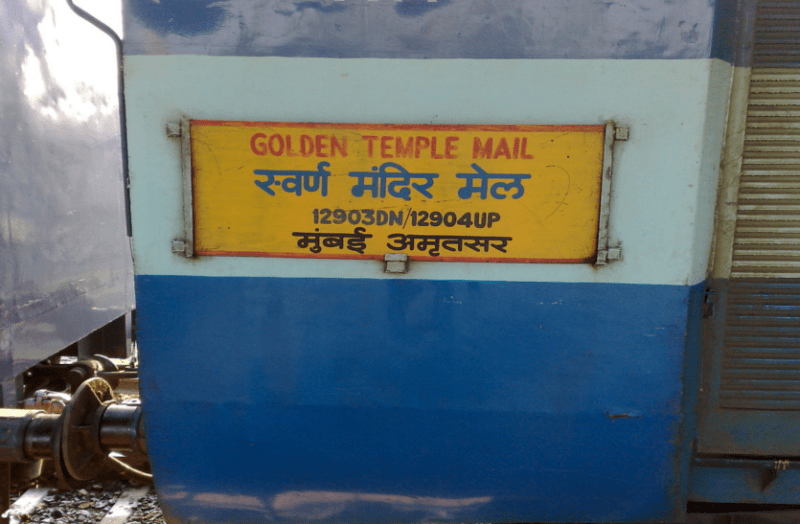 GOLDEN TEMPLE MAIL
स्वर्ण मंदिर मेल
12903DN/12904UP
मुंबई अमृतसर